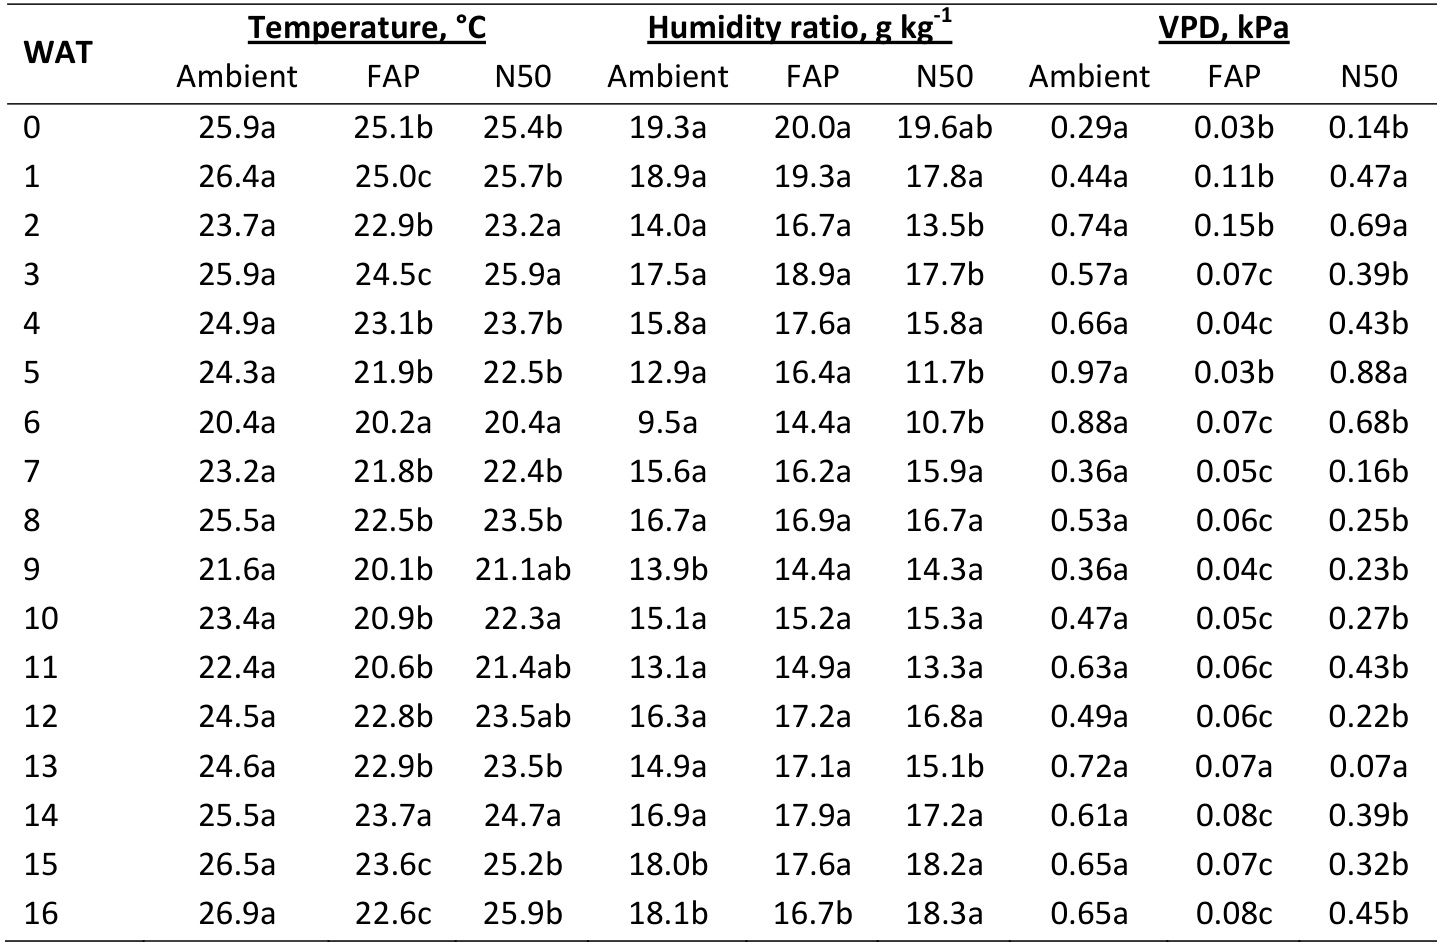 WAT Temperature, °C Humidity ratio, g kg-1 VPD, kPa
Ambient FAP N50 Ambient FAP N50 Ambient FAP N50
0 25.9a 25.1b 25.4b 19.3a 20.0a 19.6ab 0.29a 0.03b 0.14b
1 26.4a 25.0c 25.7b 18.9a 19.3a 17.8a 0.44a 0.11b 0.47a
2 23.7a 22.9b 23.2a 14.0a 16.7a 13.5b 0.74a 0.15b 0.69a
3 25.9a 24.5c 25.9a 17.5a 18.9a 17.7b 0.57a 0.07c 0.39b
4 24.9a 23.1b 23.7b 15.8a 17.6a 15.8a 0.66a 0.04c 0.43b
5 24.3a 21.9b 22.5b 12.9a 16.4a 11.7b 0.97a 0.03b 0.88a
6 20.4a 20.2a 20.4a 9.5a 14.4a 10.7b 0.88a 0.07c 0.68b
7 23.2a 21.8b 22.4b 15.6a 16.2a 15.9a 0.36a 0.05c 0.16b
8 25.5a 22.5b 23.5b 16.7a 16.9a 16.7a 0.53a 0.06c 0.25b
9 21.6a 20.1b 21.1ab 13.9b 14.4a 14.3a 0.36a 0.04c 0.23b
10 23.4a 20.9b 22.3a 15.1a 15.2a 15.3a 0.47a 0.05c 0.27b
11 22.4a 20.6b 21.4ab 13.1a 14.9a 13.3a 0.63a 0.06c 0.43b
12 24.5a 22.8b 23.5ab 16.3a 17.2a 16.8a 0.49a 0.06c 0.22b
13 24.6a 22.9b 23.5b 14.9a 17.1a 15.1b 0.72a 0.07a 0.07a
14 25.5a 23.7a 24.7a 16.9a 17.9a 17.2a 0.61a 0.08c 0.39b
15 26.5a 23.6c 25.2b 18.0b 17.6a 18.2a 0.65a 0.07c 0.32b
16 26.9a 22.6c 25.9b 18.1b 16.7b 18.3a 0.65a 0.08c 0.45b